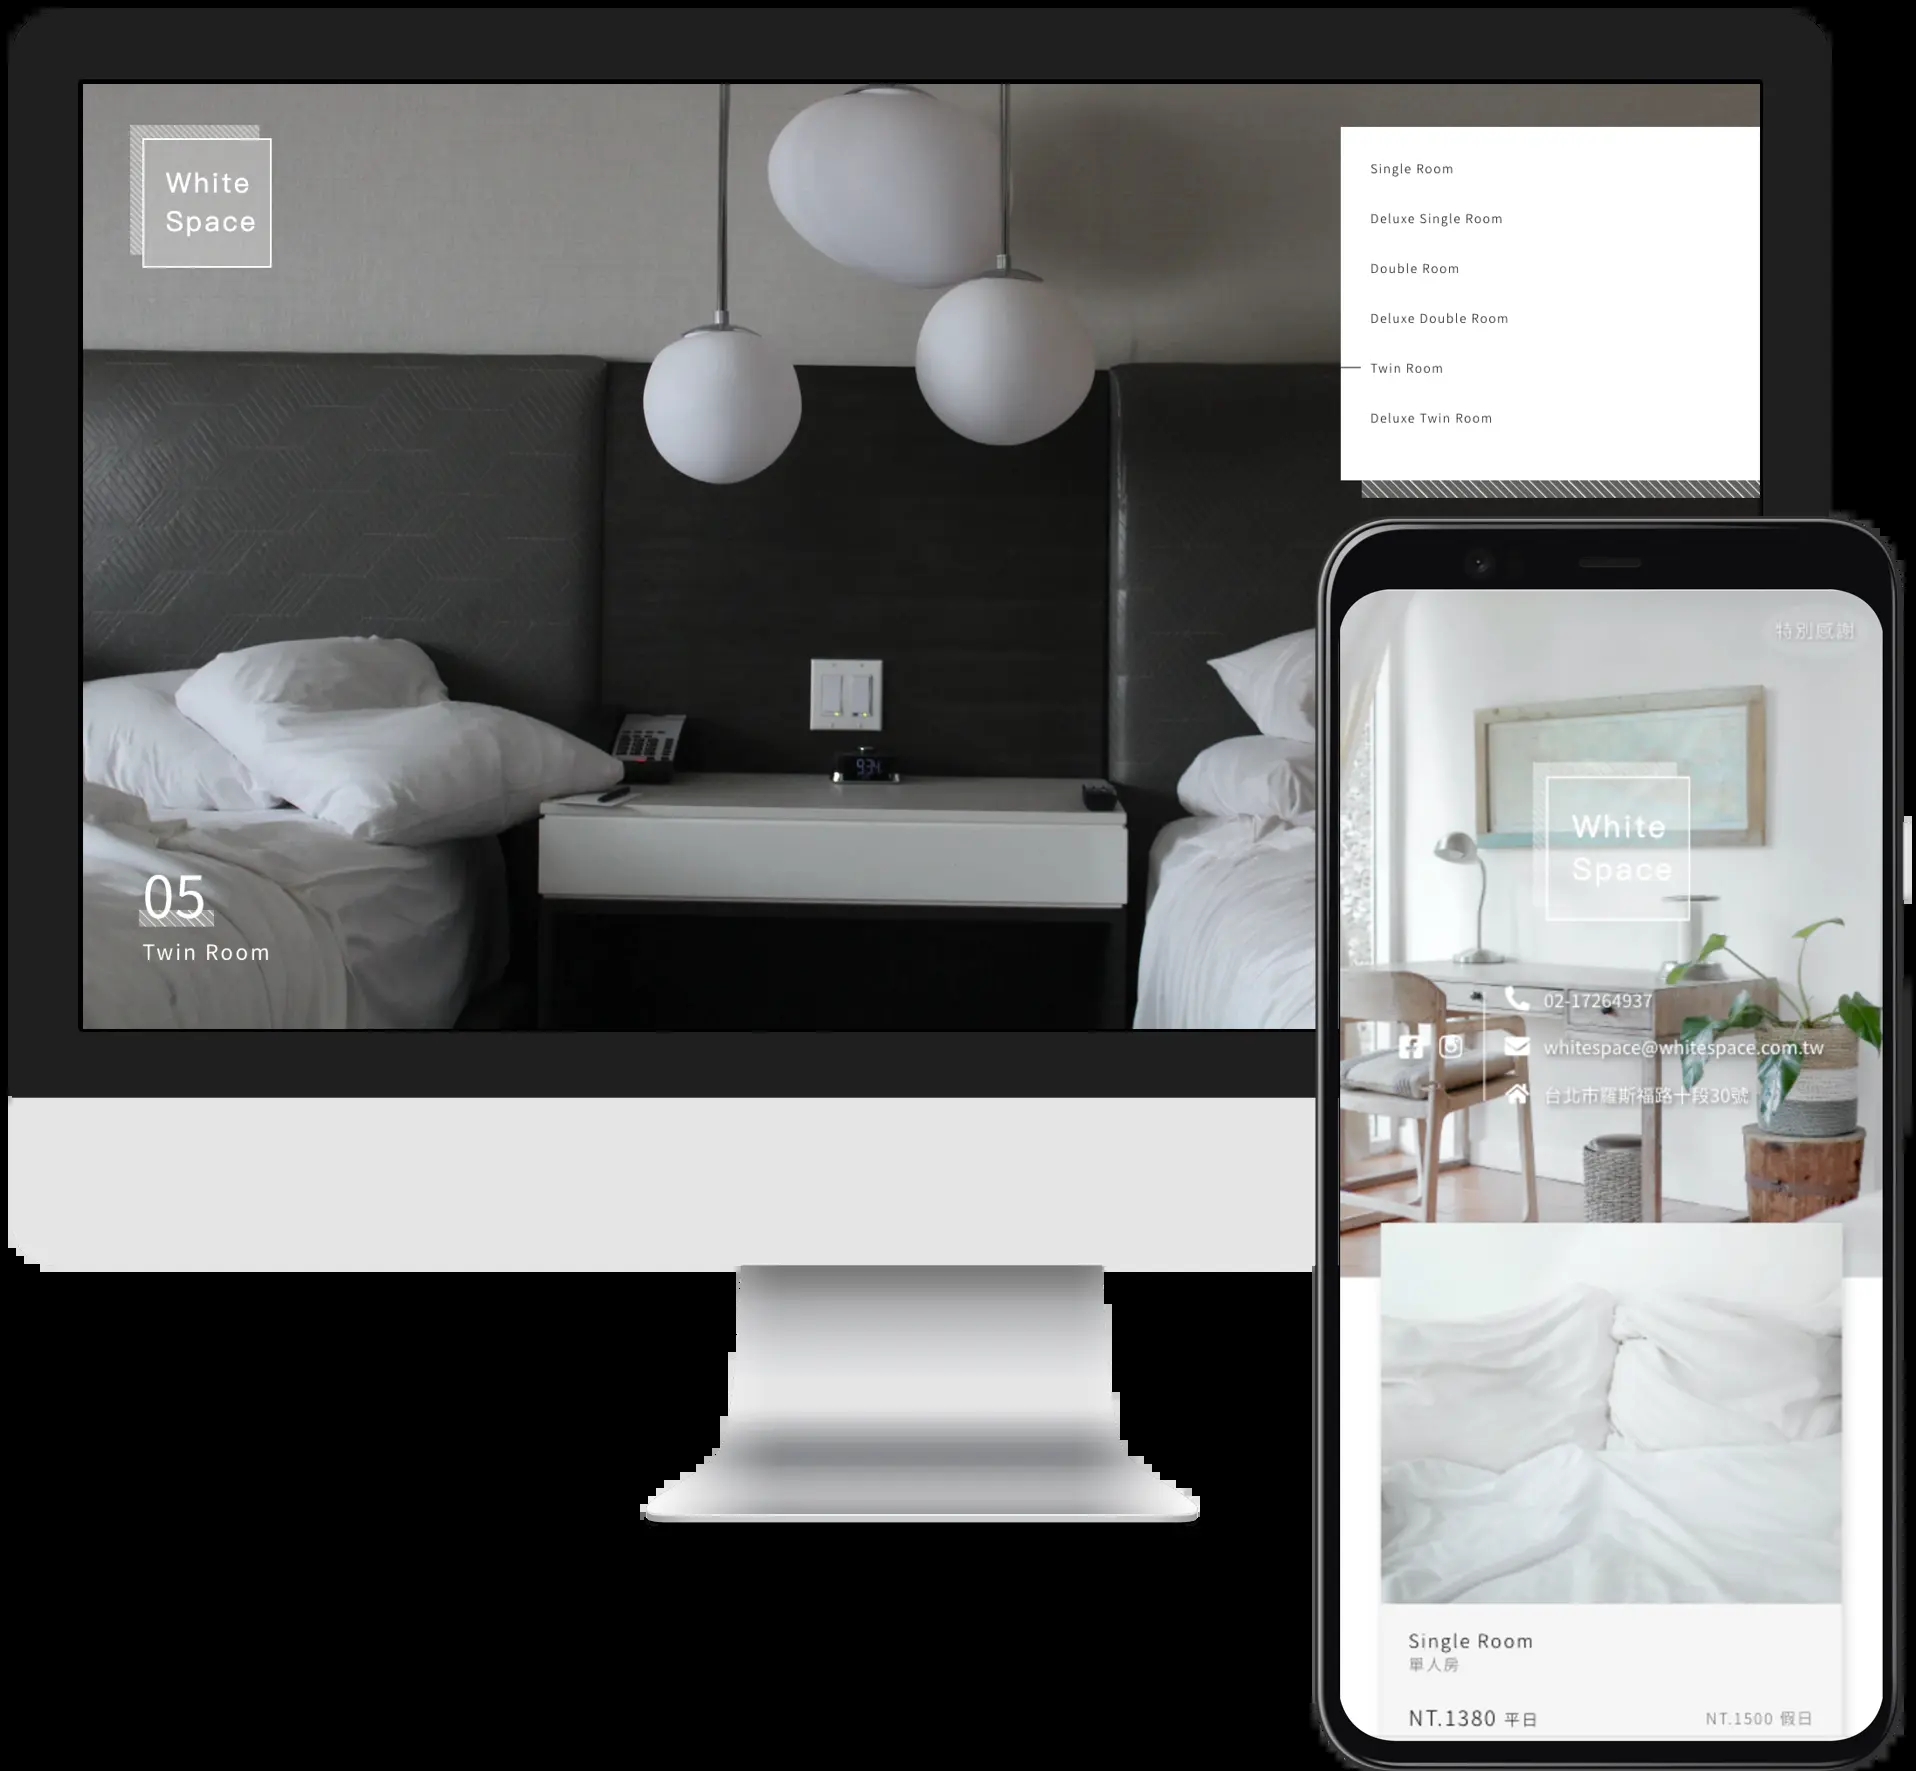 White
Space
Single Room
Deluxe Single Room
Double Room
Deluxe Double Room
Twin Room
Deluxe Twin Room
9:34
05
Twin Room
特別感謝
White
Space
02-17264937
whitespace@whitespace.com.tw
台北市羅斯福路十段30號
Single Room
單人房
NT.1380 平日
NT.1500 假日